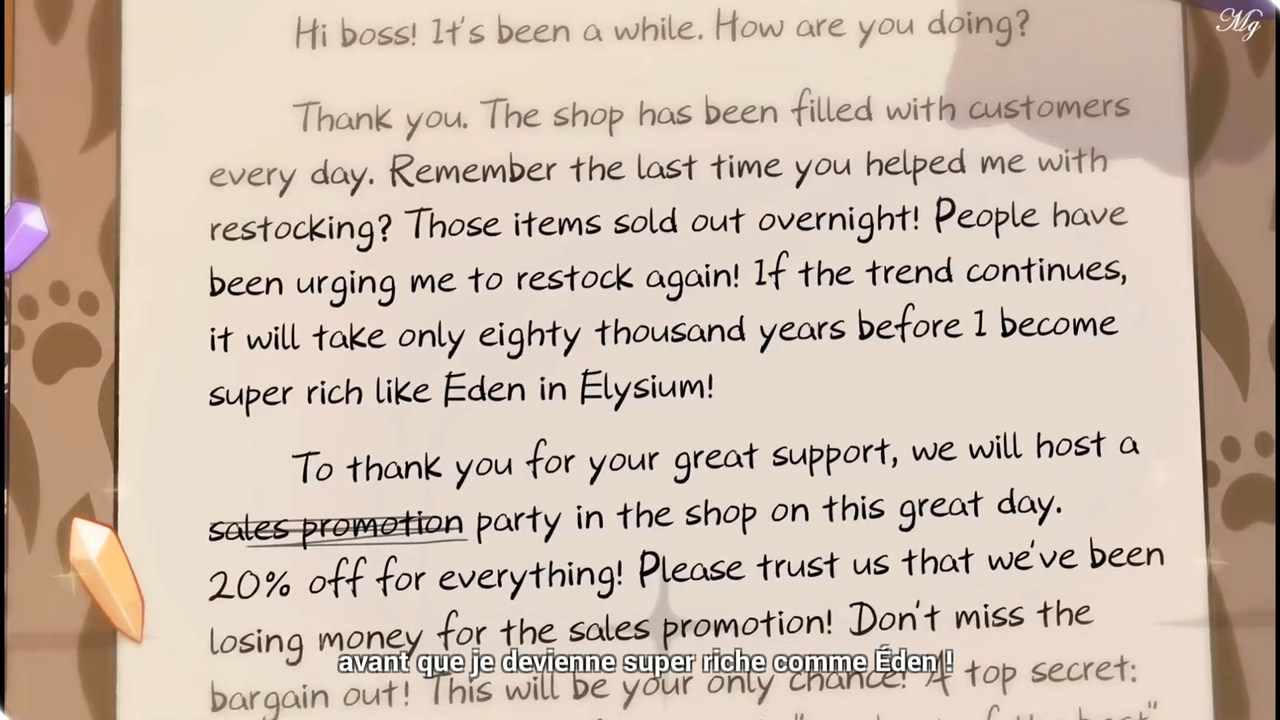 Mg
Hi boss! It's been a while. How are you doing?
Thank you. The shop has been filled with customers
every day. Remember the last time you helped me with
restocking? Those items sold out overnight! People have
been urging me to restock again! If the trend continues,
it will take only eighty thousand years before I become
super rich like Eden in Elysium!
To thank you for your great support, we will host a
sales promotion party in the shop on this great day.
20% off for everything! Please trust us that we've been
losing money for the sales promotion! Don't miss the
avant que je devienne super riche comme Éden !
bargain out! This will be your only chance! A top secret: